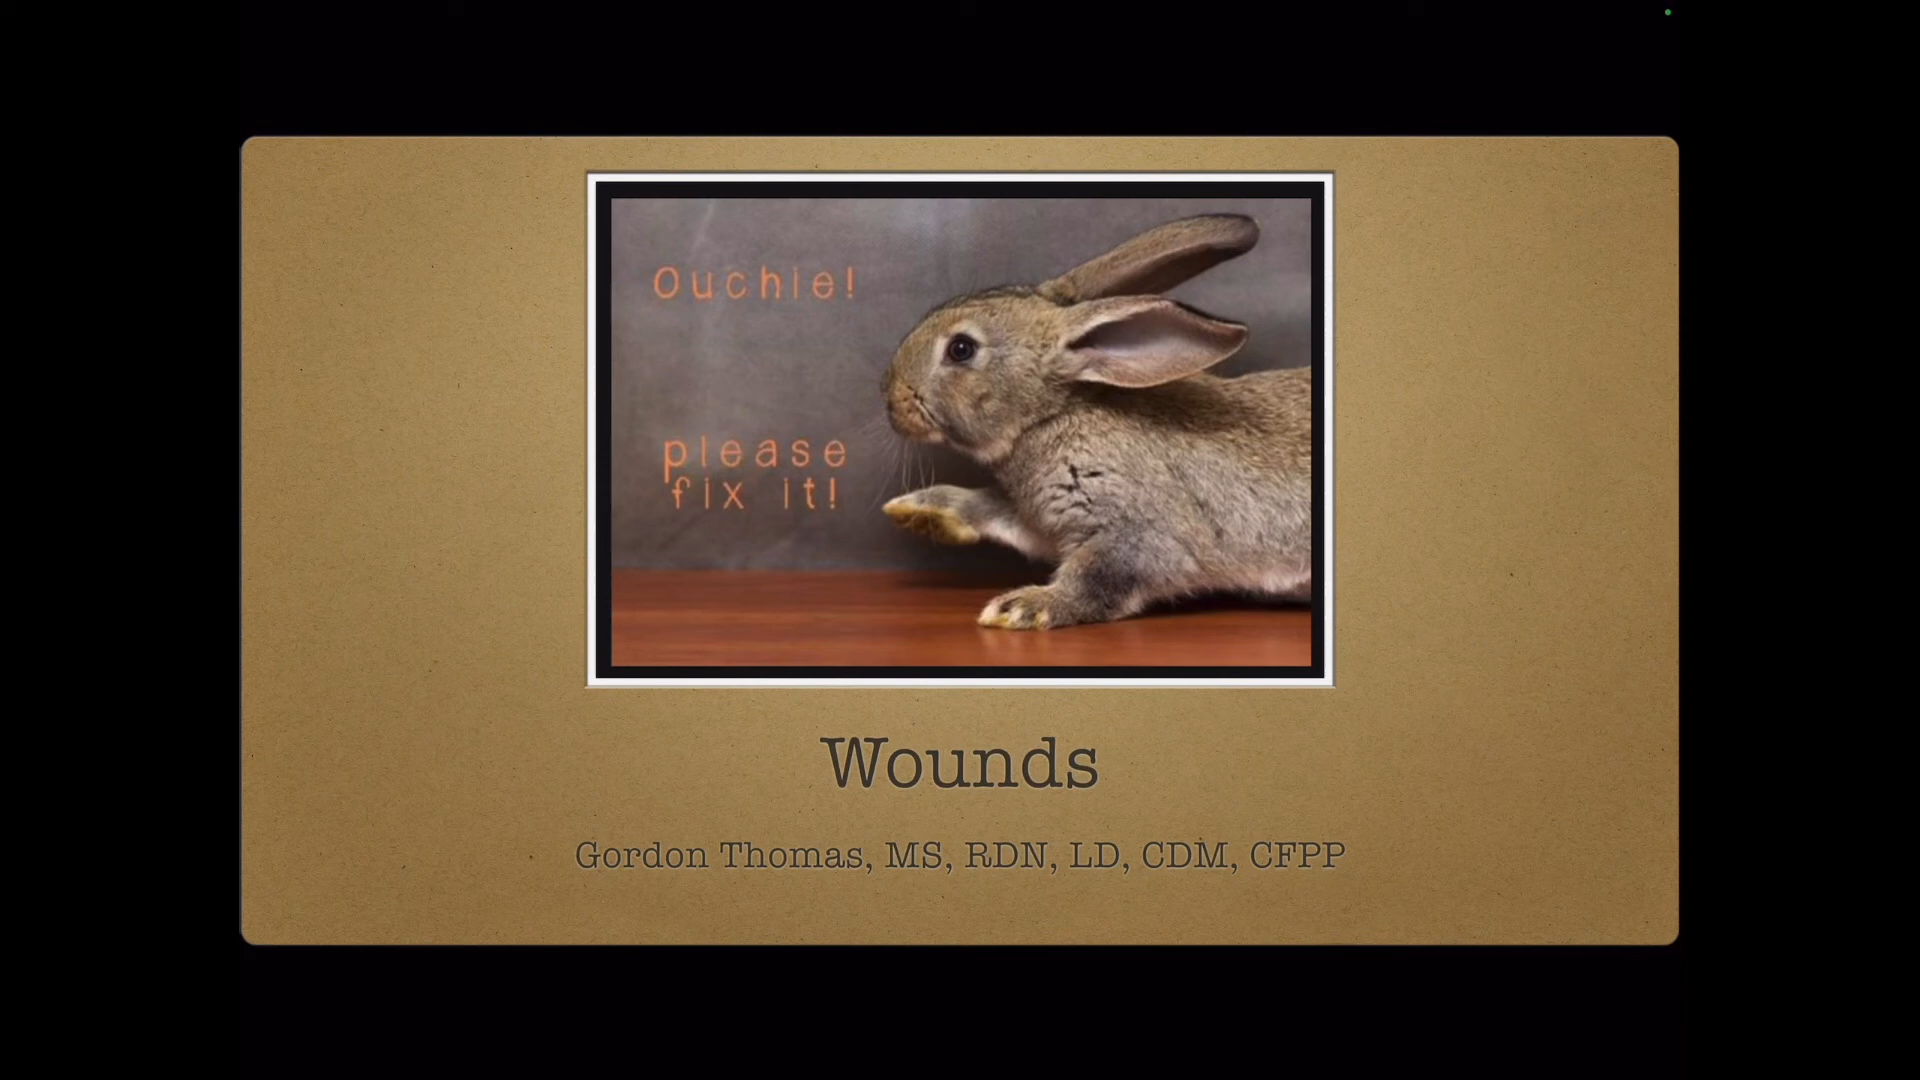 Ouchie!
please
fix it!
Wounds
Gordon Thomas, MS, RDN, LD, CDM, CFPP